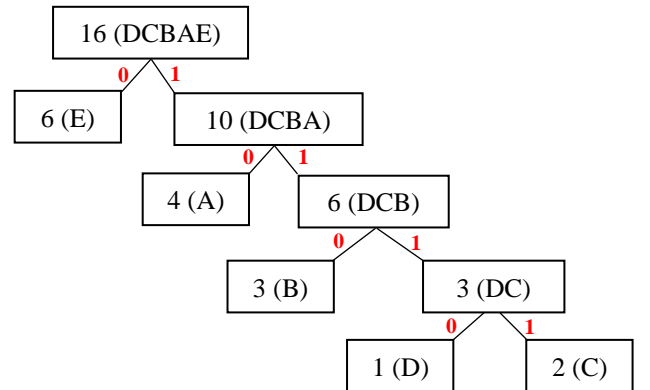 16 (DCBAE)
0 1
6 (E)
10 (DCBA)
0 1
4 (A)
6 (DCB)
0 1
3 (B)
3 (DC)
0 1
1 (D)
2 (C)